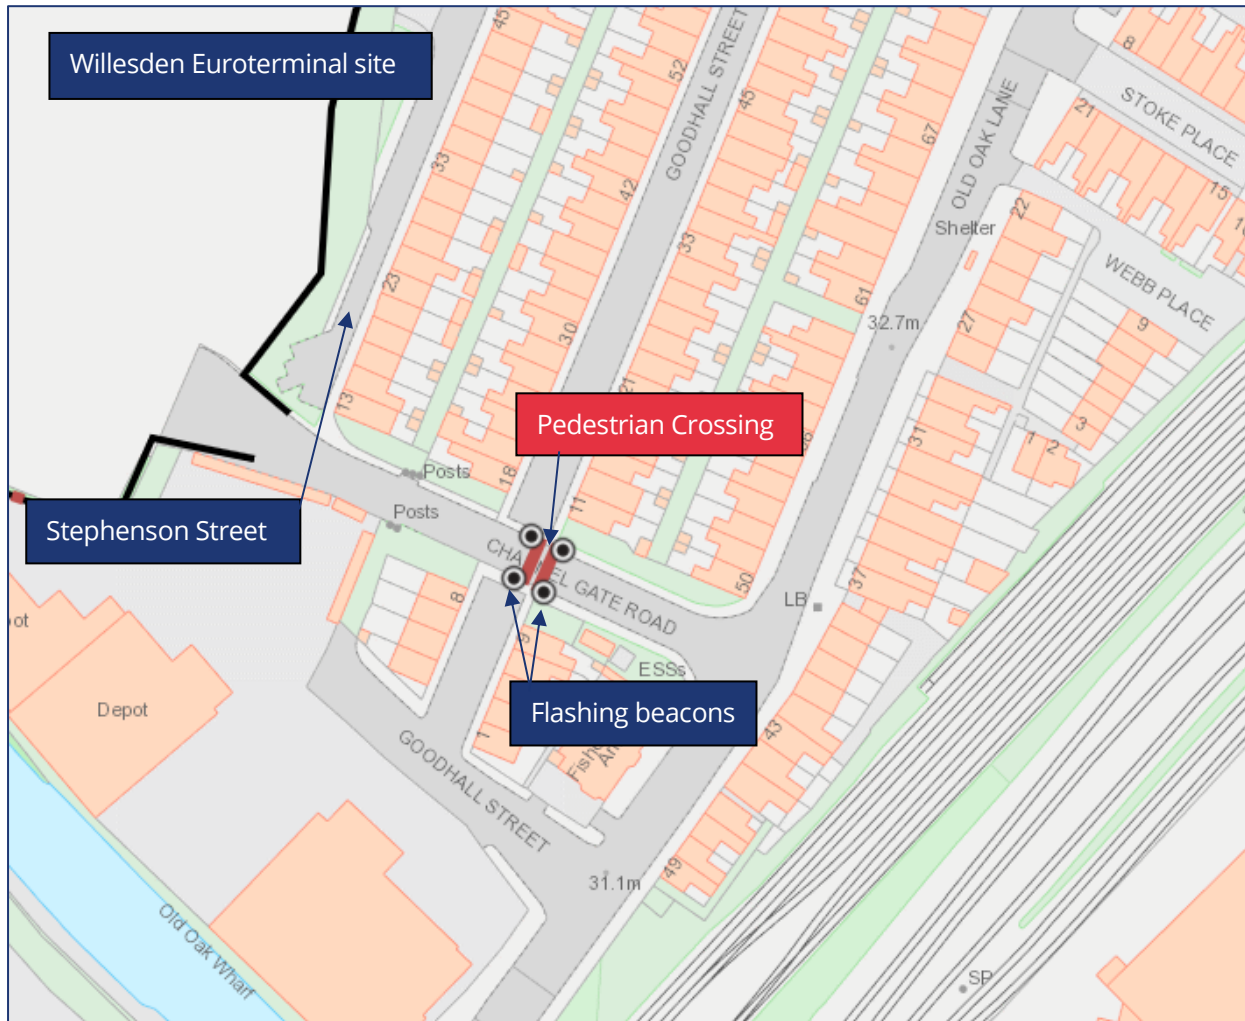 Willesden Euroterminal site
45
52
GOODHALL STREET
45
67
OLD OAK LANE
8
STOKE PLACE
21
15
33
42
33
22
Shelter
WEBB PLACE
23
30
61
32.7m
27
9
21
13
Pedestrian Crossing
31
3
1 2
Posts
18
11
Posts
Stephenson Street
GATE ROAD
50
37
LB
8
9
ESSs
Depot
Flashing beacons
1
43
GOODHALL STREET
49
31.1m
Old Oak Wharf
SP